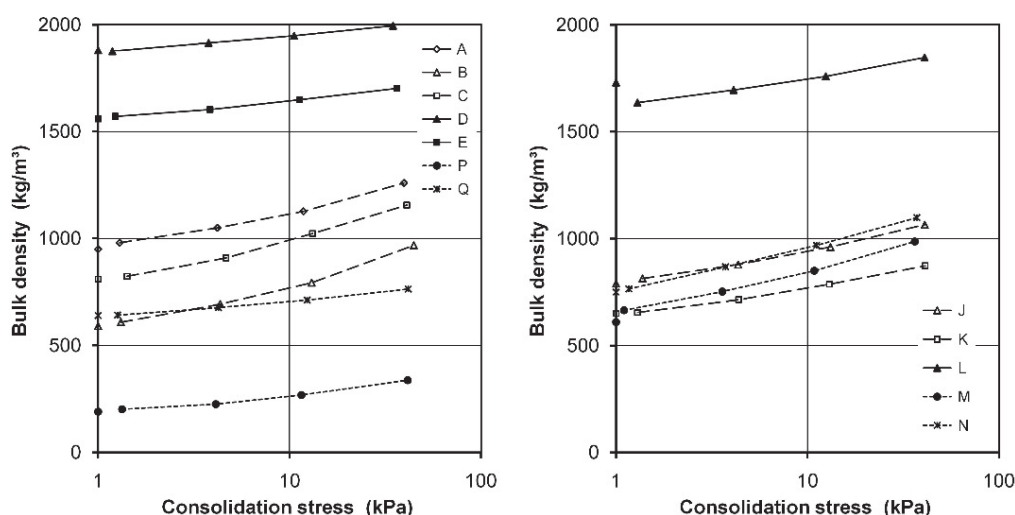 2000
1500
1000
500
0
Bulk density (kg/m³)
A
B
C
D
E
P
Q
1
10
100
Consolidation stress (kPa)
2000
1500
1000
500
0
Bulk density (kg/m³)
J
K
L
M
N
1
10
100
Consolidation stress (kPa)